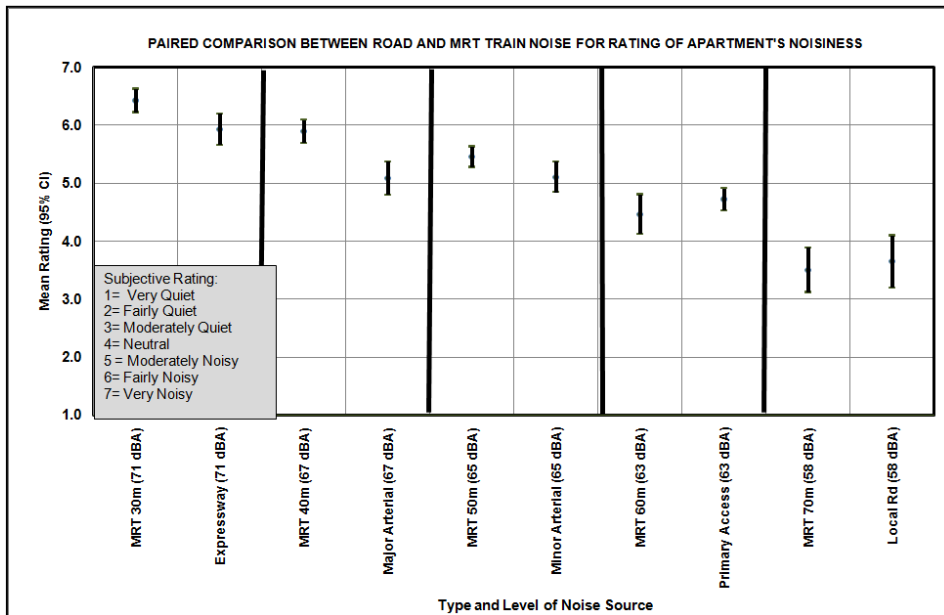 PAIRED COMPARISON BETWEEN ROAD AND MRT TRAIN NOISE FOR RATING OF APARTMENT'S NOISINESS
Mean Rating (95% CI)
7.0
6.0
5.0
4.0
3.0
2.0
1.0
Subjective Rating:
1= Very Quiet
2= Fairly Quiet
3= Moderately Quiet
4= Neutral
5 = Moderately Noisy
6= Fairly Noisy
7= Very Noisy
MRT 30m (71 dBA)
Expressway (71 dBA)
MRT 40m (67 dBA)
Major Arterial (67 dBA)
MRT 50m (65 dBA)
Minor Arterial (65 dBA)
MRT 60m (63 dBA)
Primary Access (63 dBA)
MRT 70m (58 dBA)
Local Rd (58 dBA)
Type and Level of Noise Source